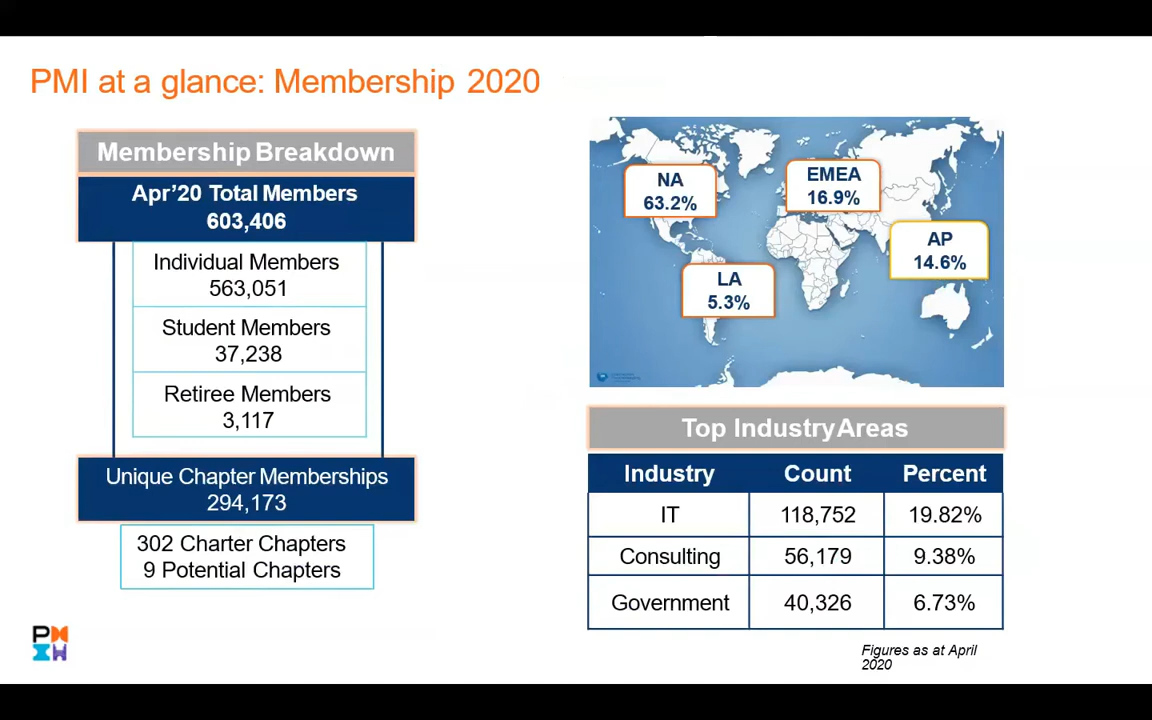 PMI at a glance: Membership 2020
Membership Breakdown
Apr’20 Total Members
603,406
Individual Members
563,051
Student Members
37,238
Retiree Members
3,117
Unique Chapter Memberships
294,173
302 Charter Chapters
9 Potential Chapters
NA
63.2%
EMEA
16.9%
AP
14.6%
LA
5.3%
Top Industry Areas
Industry Count Percent
IT 118,752 19.82%
Consulting 56,179 9.38%
Government 40,326 6.73%
Figures as at April
2020